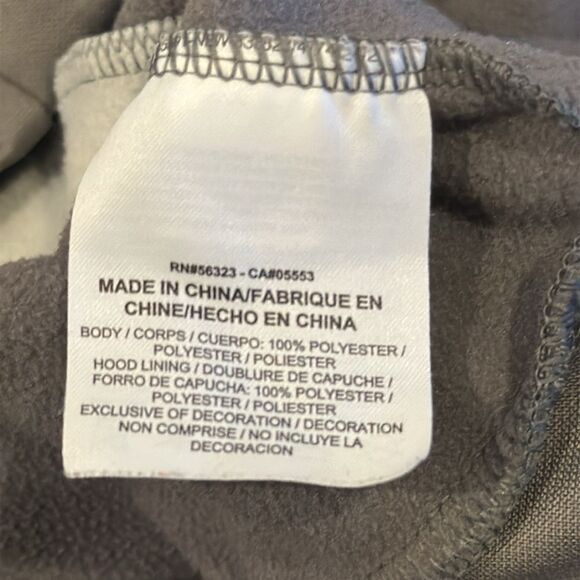 RN#56323 - CA#05553
MADE IN CHINA/FABRIQUE EN
CHINE/HECHO EN CHINA
BODY / CORPS / CUERPO: 100% POLYESTER /
POLYESTER / POLIESTER
HOOD LINING / DOUBLURE DE CAPUCHE /
FORRO DE CAPUCHA: 100% POLYESTER /
POLYESTER / POLIESTER
EXCLUSIVE OF DECORATION / DECORATION
NON COMPRISE / NO INCLUYE LA
DECORACION